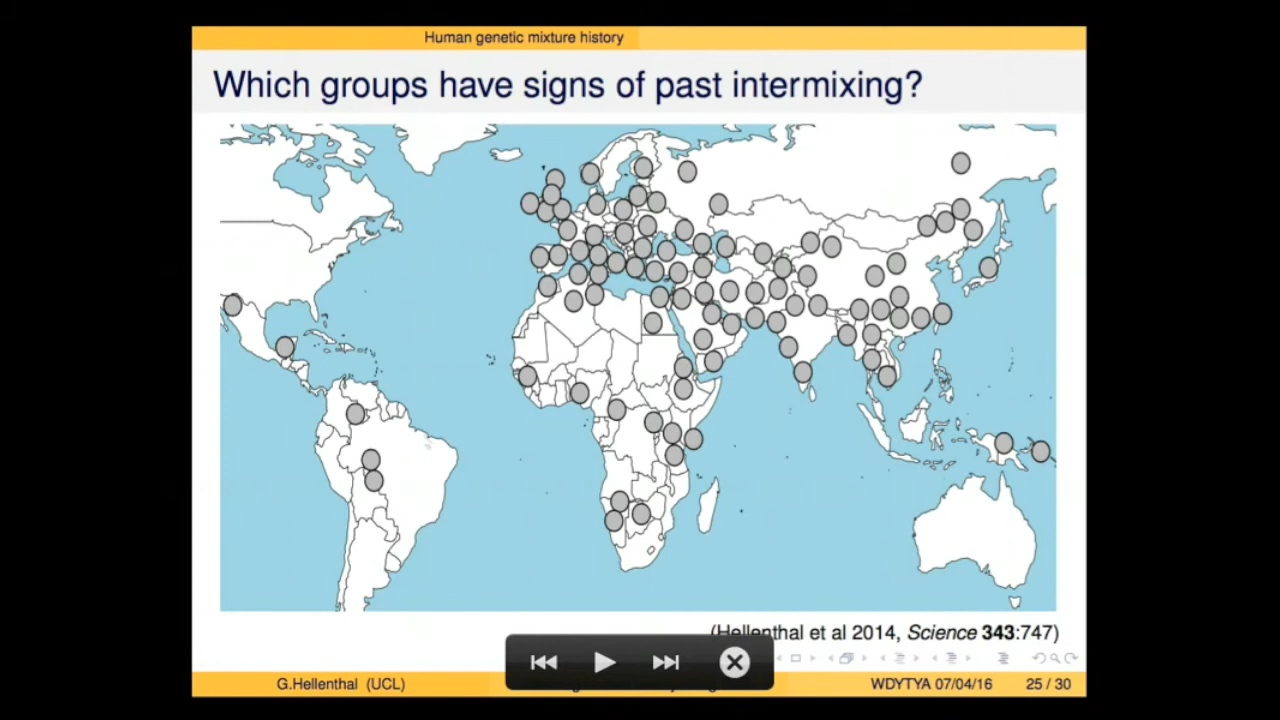 Human genetic mixture history
Which groups have signs of past intermixing?
(Hellenthal et al 2014, Science 343:747)
G.Hellenthal (UCL)
WDYTYA 07/04/16
25 / 30